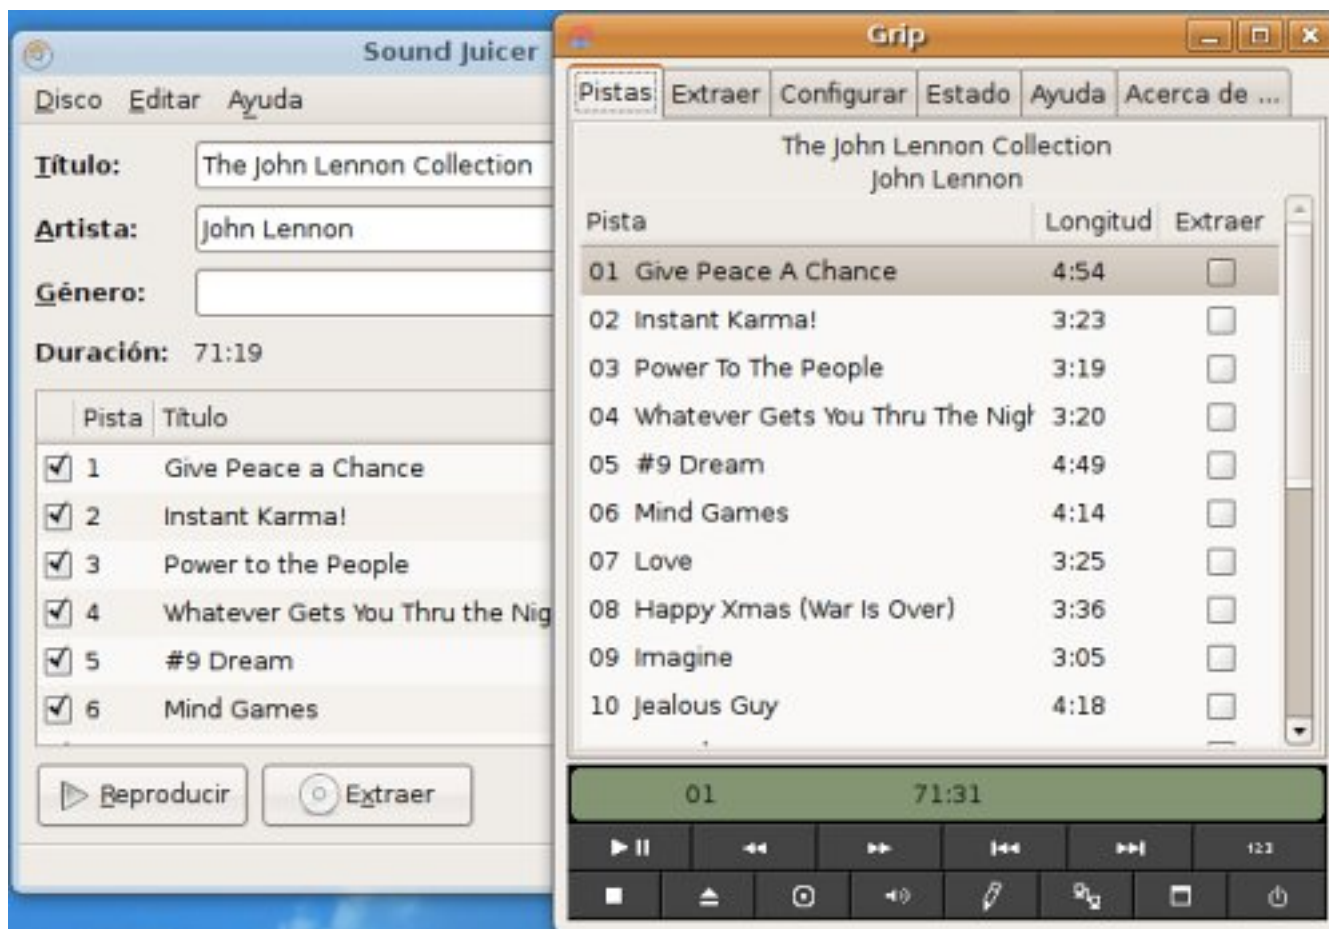 Sound Juicer
Disco Editar Ayuda
Título: The John Lennon Collection
Artista: John Lennon
Género:
Duración: 71:19
Pista Título
1 Give Peace a Chance
2 Instant Karma!
3 Power to the People
4 Whatever Gets You Thru the Nig
5 #9 Dream
6 Mind Games
Reproducir Extraer
Grip
Pistas Extraer Configurar Estado Ayuda Acerca de ...
The John Lennon Collection
John Lennon
Pista Longitud Extraer
01 Give Peace A Chance 4:54
02 Instant Karma! 3:23
03 Power To The People 3:19
04 Whatever Gets You Thru The Nigh 3:20
05 #9 Dream 4:49
06 Mind Games 4:14
07 Love 3:25
08 Happy Xmas (War Is Over) 3:36
09 Imagine 3:05
10 Jealous Guy 4:18
01 71:31
123